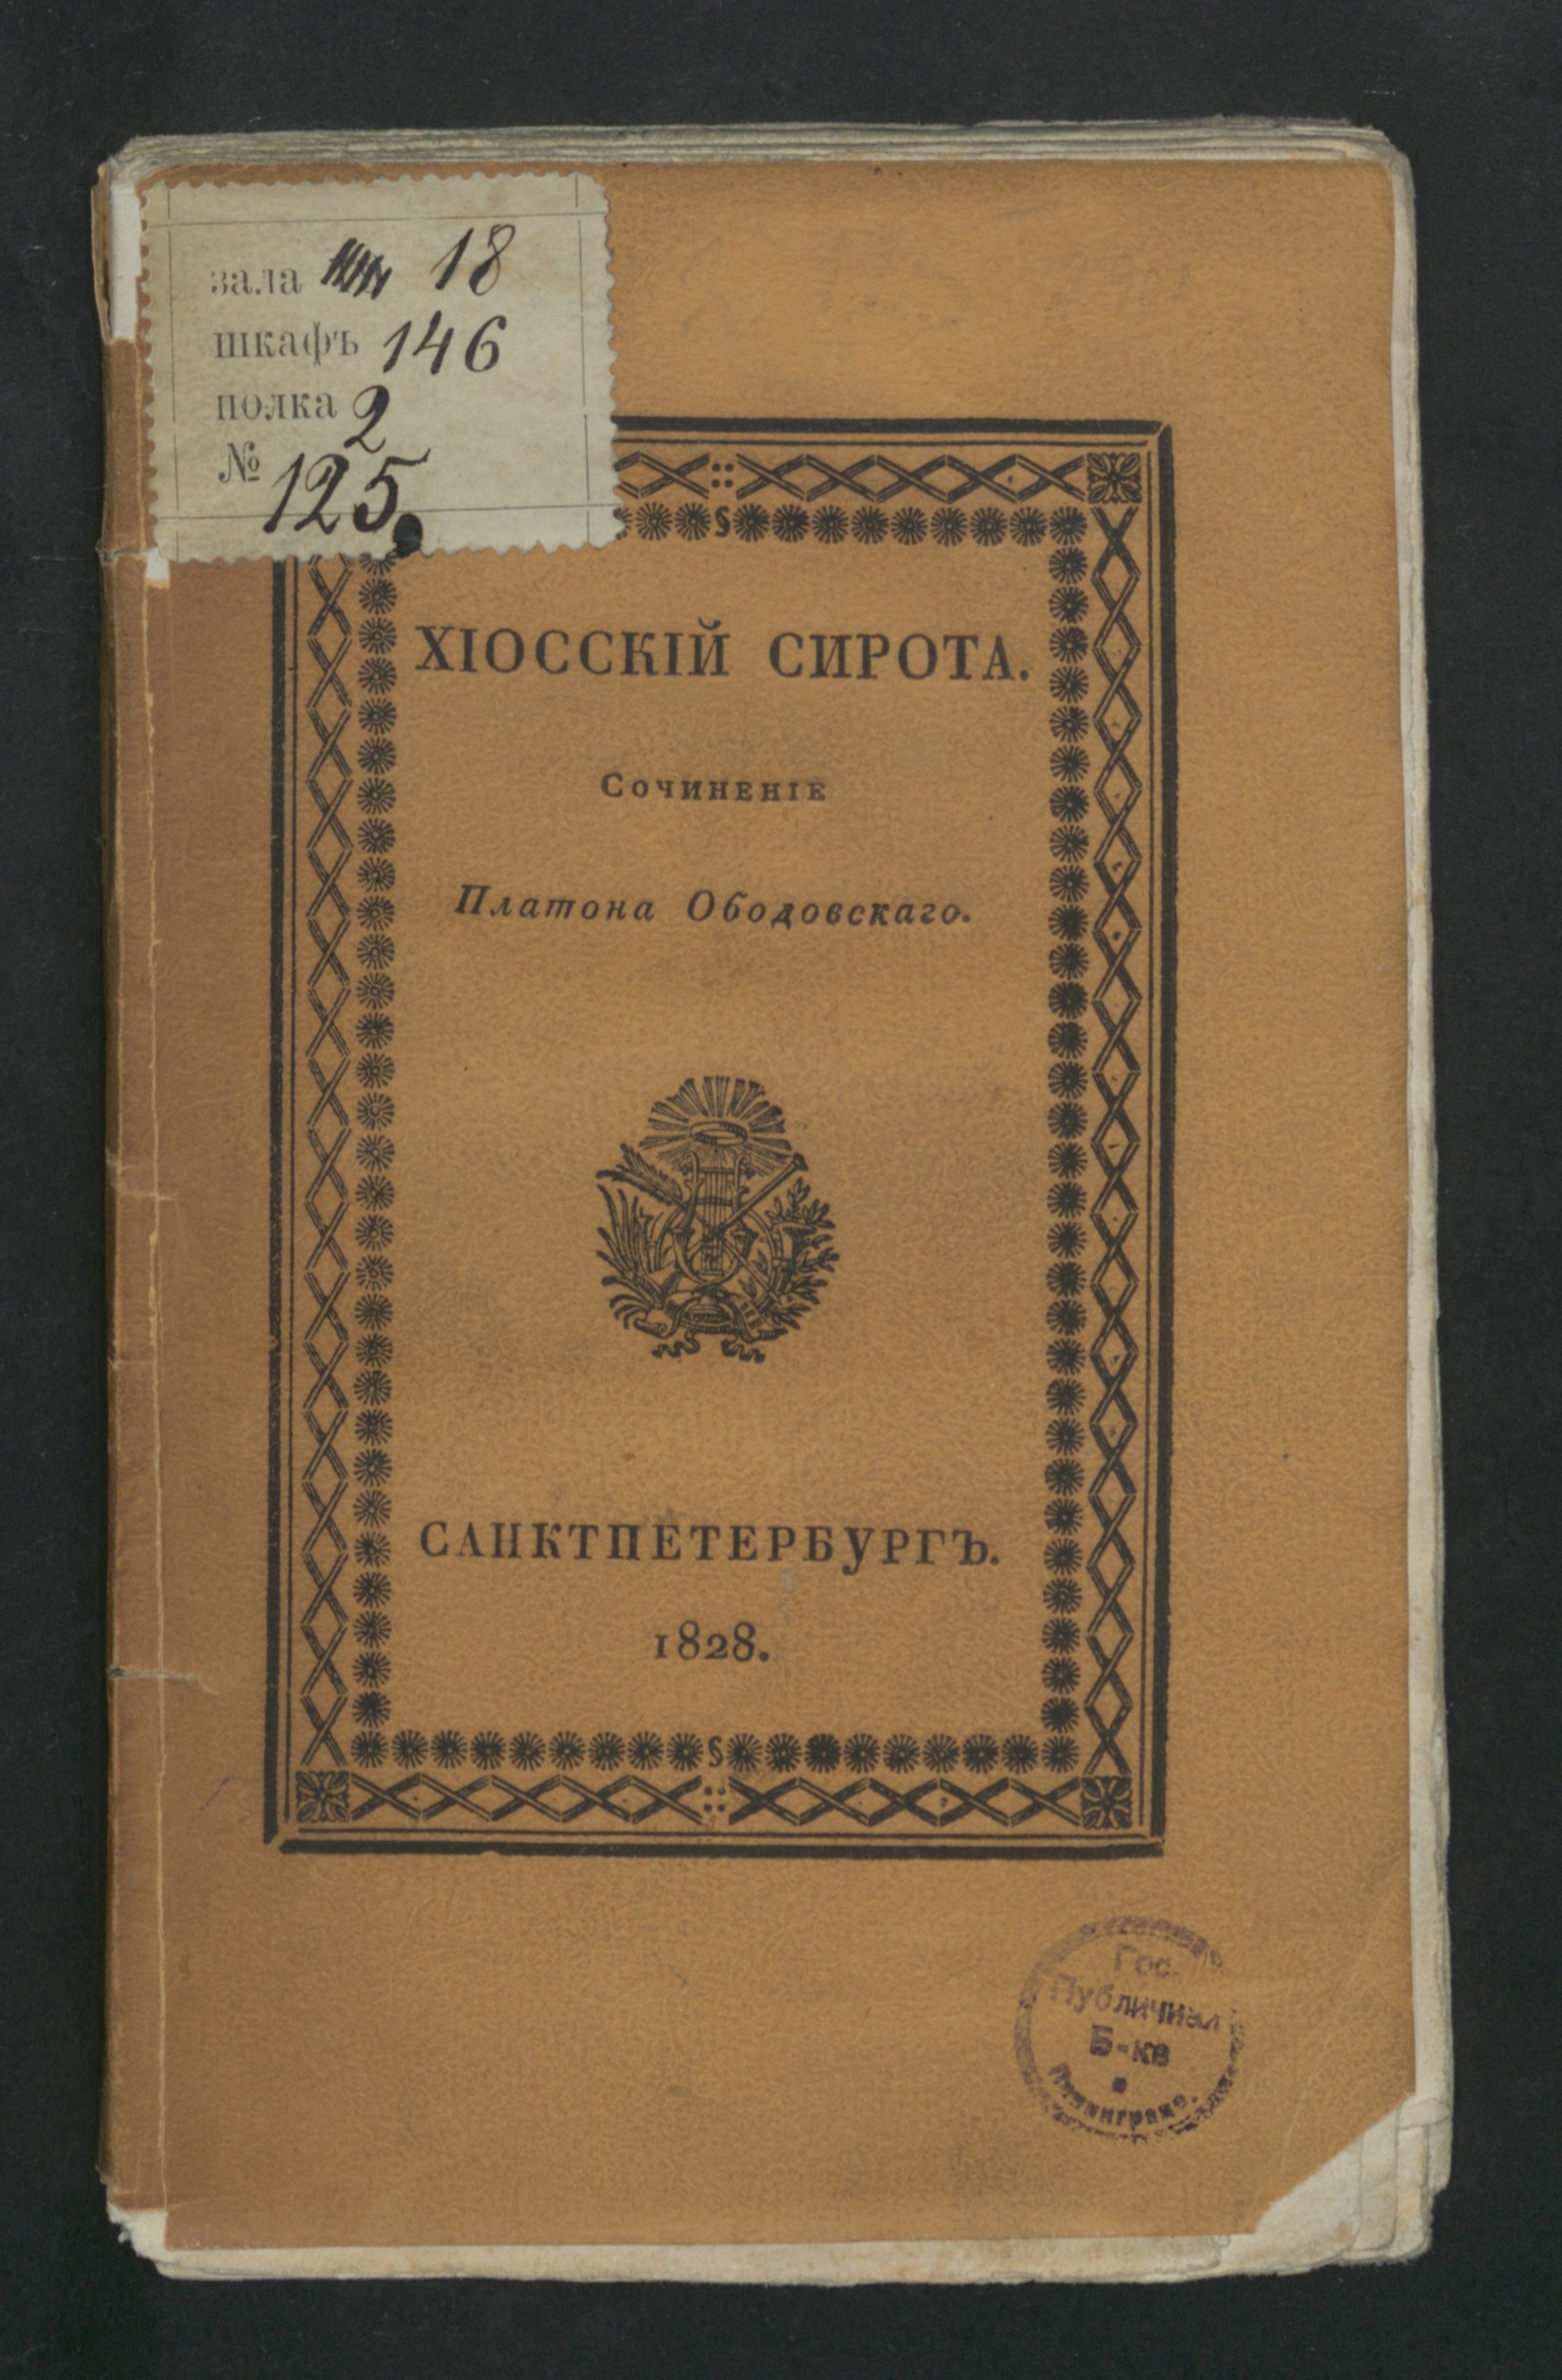 зала 18
шкафъ 146
полка 2
№ 125.
ХІОССКІЙ СИРОТА.
Сочиненіе
Платона Ободовскаго.
САНКТПЕТЕРБУРГЪ.
1828.
Гос.
Публичная
Б-ка